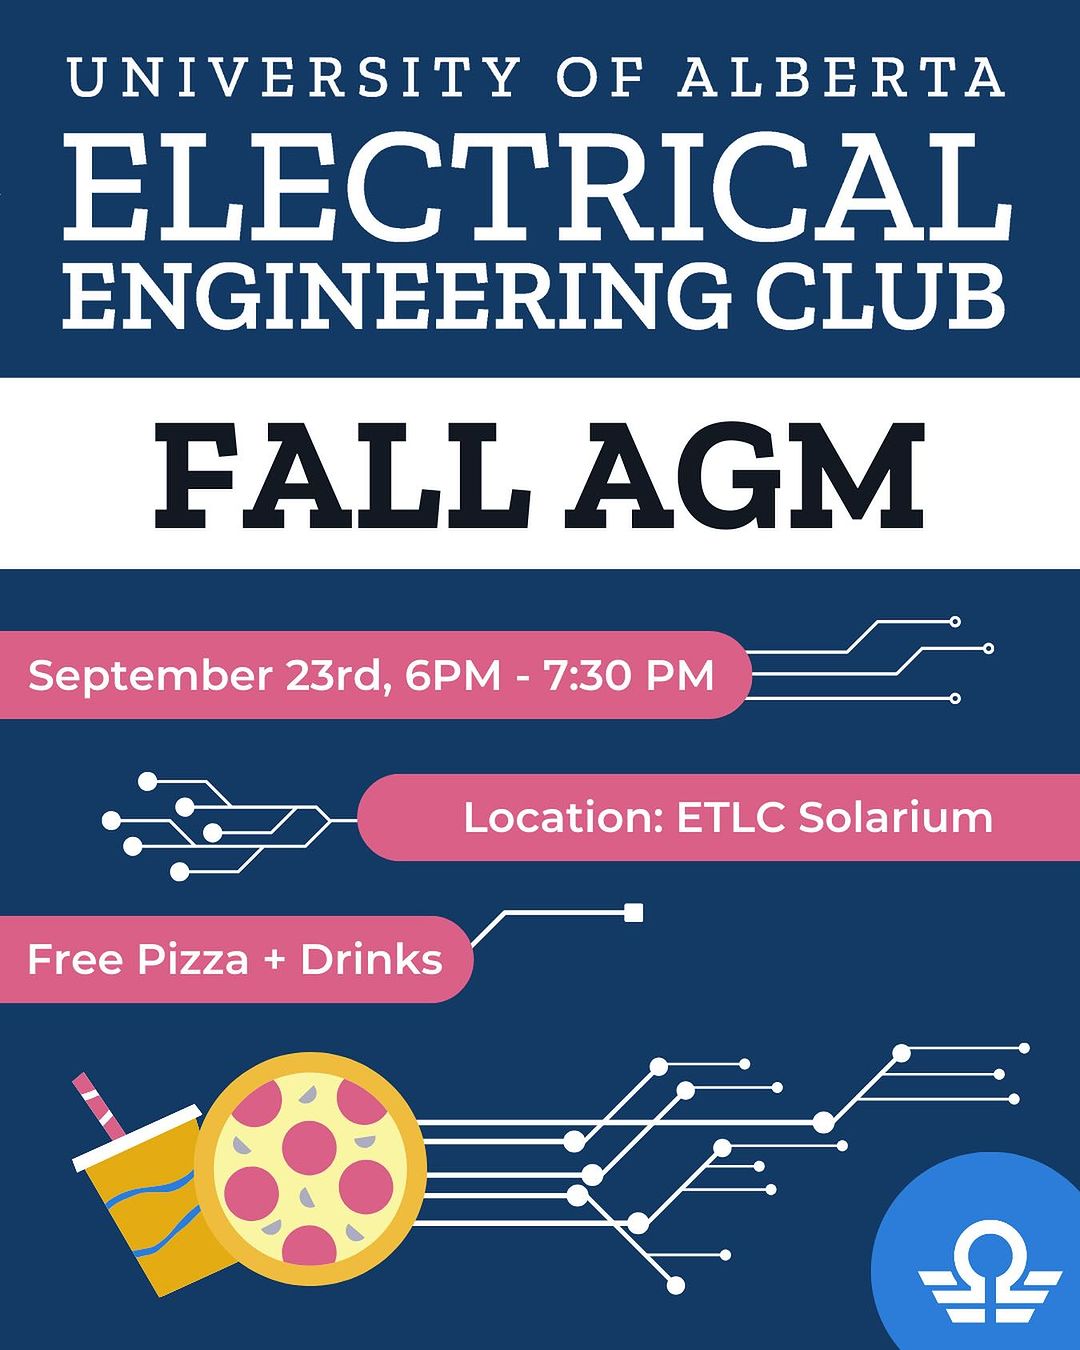 UNIVERSITY OF ALBERTA
ELECTRICAL
ENGINEERING CLUB
FALL AGM
September 23rd, 6PM - 7:30 PM
Location: ETLC Solarium
Free Pizza + Drinks